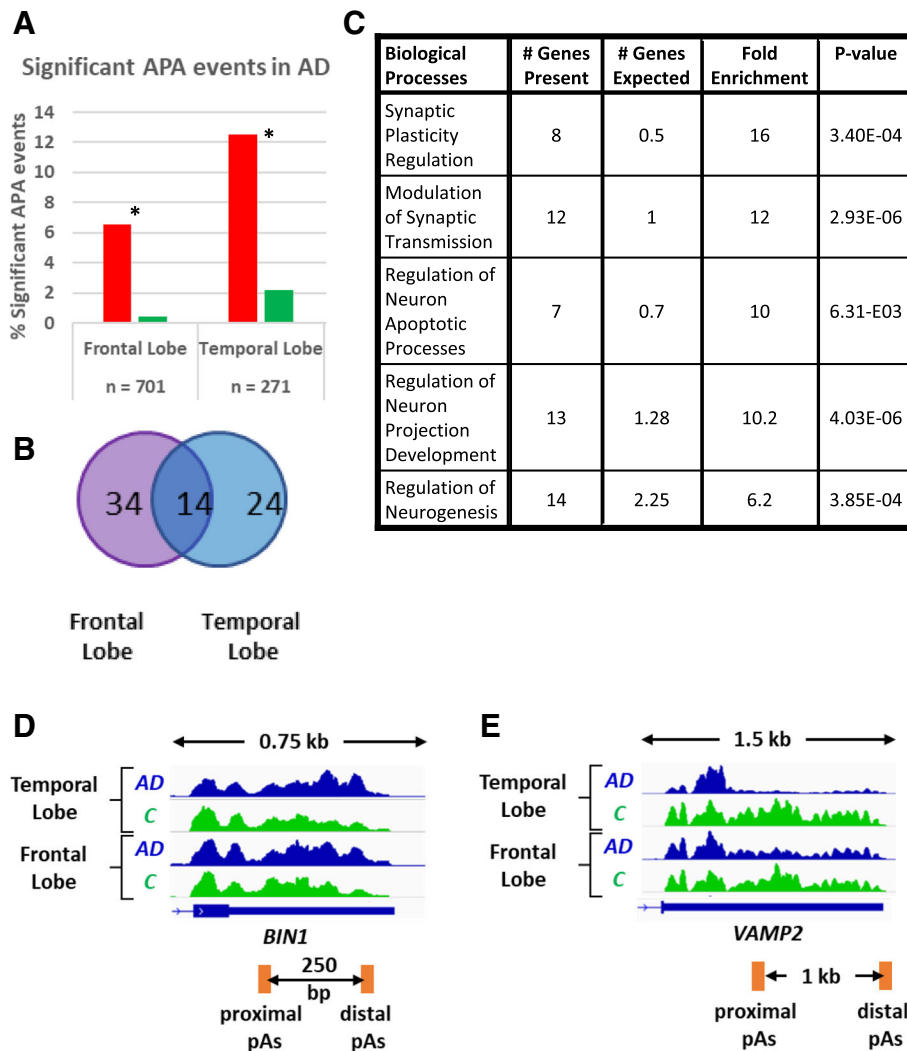 A
Significant APA events in AD
% Significant APA events
14
12
10
8
6
4
2
0
*
*
Frontal Lobe
Temporal Lobe
n = 701
n = 271
B
34
14
24
Frontal
Lobe
Temporal
Lobe
C
Biological Processes # Genes Present # Genes Expected Fold Enrichment P-value
Synaptic Plasticity Regulation 8 0.5 16 3.40E-04
Modulation of Synaptic Transmission 12 1 12 2.93E-06
Regulation of Neuron Apoptotic Processes 7 0.7 10 6.31-E03
Regulation of Neuron Projection Development 13 1.28 10.2 4.03E-06
Regulation of Neurogenesis 14 2.25 6.2 3.85E-04
D
0.75 kb
Temporal
Lobe
AD
C
Frontal
Lobe
AD
C
BIN1
250
bp
proximal
pAs
distal
pAs
E
1.5 kb
Temporal
Lobe
AD
C
Frontal
Lobe
AD
C
VAMP2
1 kb
proximal
pAs
distal
pAs